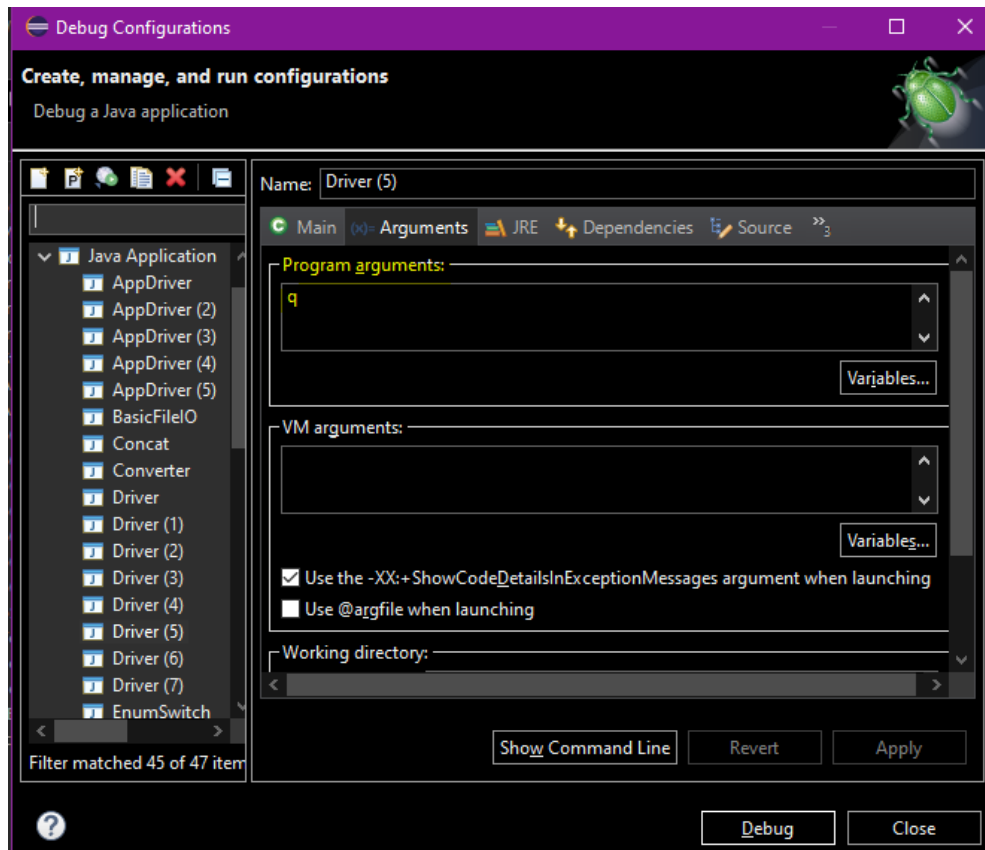 Debug Configurations
Create, manage, and run configurations
Debug a Java application
Name: Driver (5)
Main (x)= Arguments JRE Dependencies Source »3
Java Application
AppDriver
AppDriver (2)
AppDriver (3)
AppDriver (4)
AppDriver (5)
BasicFileIO
Concat
Converter
Driver
Driver (1)
Driver (2)
Driver (3)
Driver (4)
Driver (5)
Driver (6)
Driver (7)
EnumSwitch
Filter matched 45 of 47 item
Program arguments:
q
Variables...
VM arguments:
Variables...
Use the -XX:+ShowCodeDetailsInExceptionMessages argument when launching
Use @argfile when launching
Working directory:
Show Command Line Revert Apply
? Debug Close